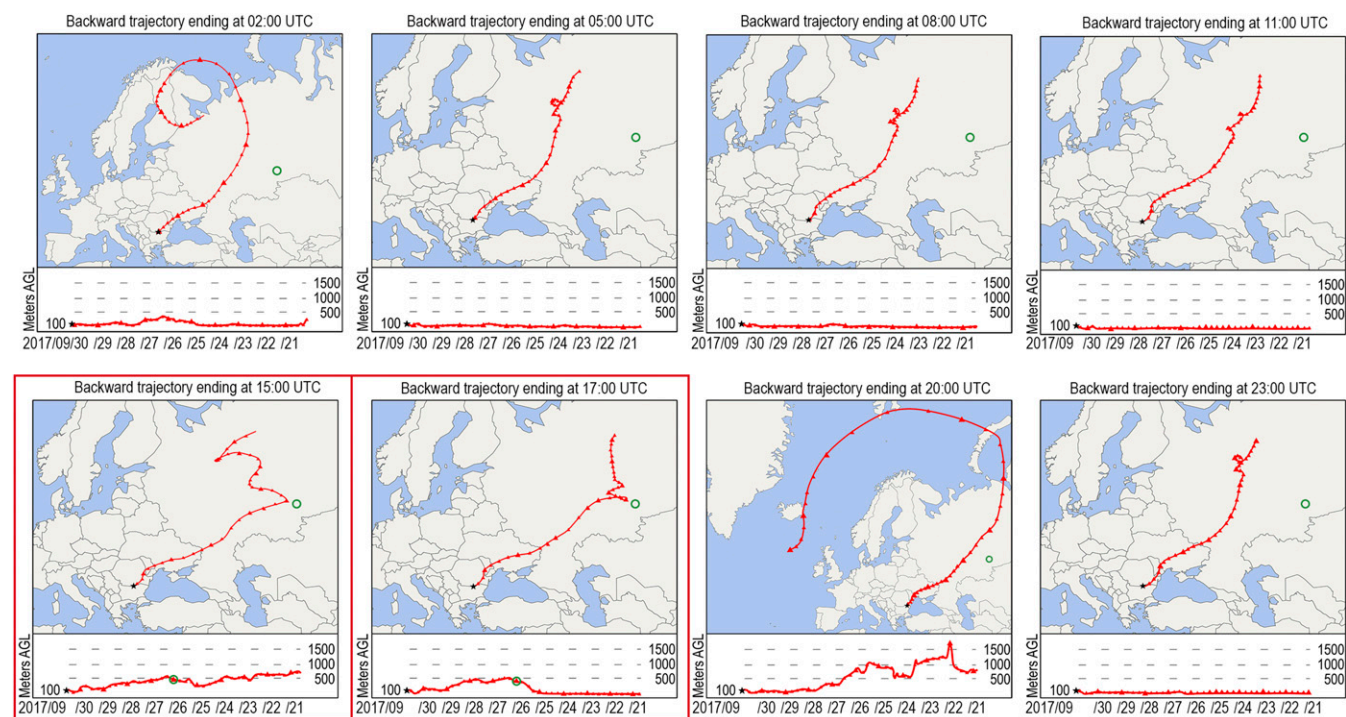 Backward trajectory ending at 02:00 UTC
Meters AGL
1500
1000
500
100
2017/09/30 /29 /28 /27 /26 /25 /24 /23 /22 /21
Backward trajectory ending at 05:00 UTC
Meters AGL
1500
1000
500
100
2017/09 /30 /29 /28 /27 /26 /25 /24 /23 /22 /21
Backward trajectory ending at 08:00 UTC
Meters AGL
1500
1000
500
100
2017/09 /30 /29 /28 /27 /26 /25 /24 /23 /22 /21
Backward trajectory ending at 11:00 UTC
Meters AGL
1500
1000
500
100
2017/09 /30 /29 /28 /27 /26 /25 /24 /23 /22 /21
Backward trajectory ending at 15:00 UTC
Meters AGL
1500
1000
500
100
2017/09 /30 /29 /28 /27 /26 /25 /24 /23 /22 /21
Backward trajectory ending at 17:00 UTC
Meters AGL
1500
1000
500
100
2017/09 /30 /29 /28 /27 /26 /25 /24 /23 /22 /21
Backward trajectory ending at 20:00 UTC
Meters AGL
1500
1000
500
100
2017/09 /30 /29 /28 /27 /26 /25 /24 /23 /22 /21
Backward trajectory ending at 23:00 UTC
Meters AGL
1500
1000
500
100
2017/09 /30 /29 /28 /27 /26 /25 /24 /23 /22 /21